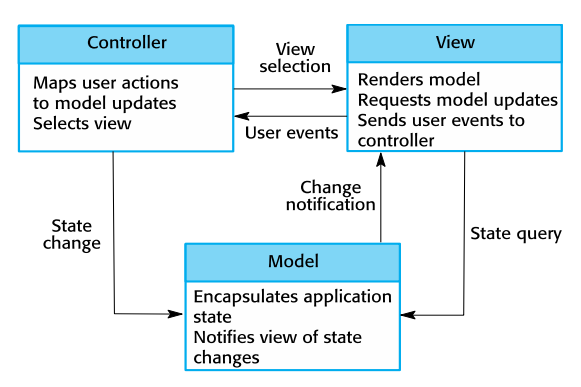 Controller
Maps user actions
to model updates
Selects view
View
selection
User events
View
Renders model
Requests model updates
Sends user events to
controller
State
change
Change
notification
State query
Model
Encapsulates application
state
Notifies view of state
changes